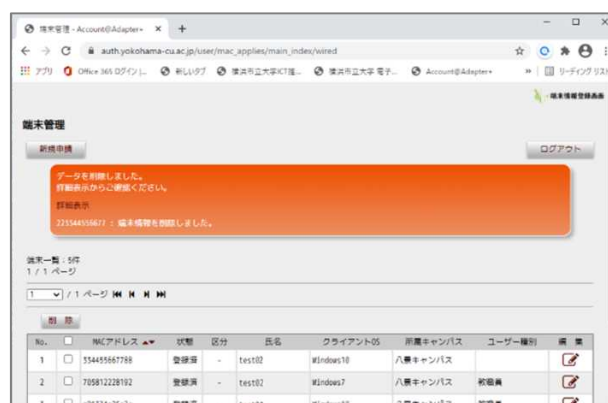 端末管理 - Account@Adapter+
auth.yokohama-cu.ac.jp/user/mac_applies/main_index/wired
アプリ Office 365 ログイン |... 新しいタブ 横浜市立大学ICT推... 横浜市立大学 電子... Account@Adapter+ » リーディング リスト
端末情報登録画面
端末管理
新規申請 ログアウト
データを削除しました。
詳細表示からご確認ください。
詳細表示
225544556677 : 端末情報を削除しました。
端末一覧 : 5件
1 / 1 ページ
1 / 1 ページ
削 除
No. MACアドレス 状態 区分 氏名 クライアントOS 所属キャンパス ユーザー種別 編 集
1 554455667788 登録済 - test02 Windows10 八景キャンパス
2 705812228192 登録済 - test02 Windows7 八景キャンパス 教職員